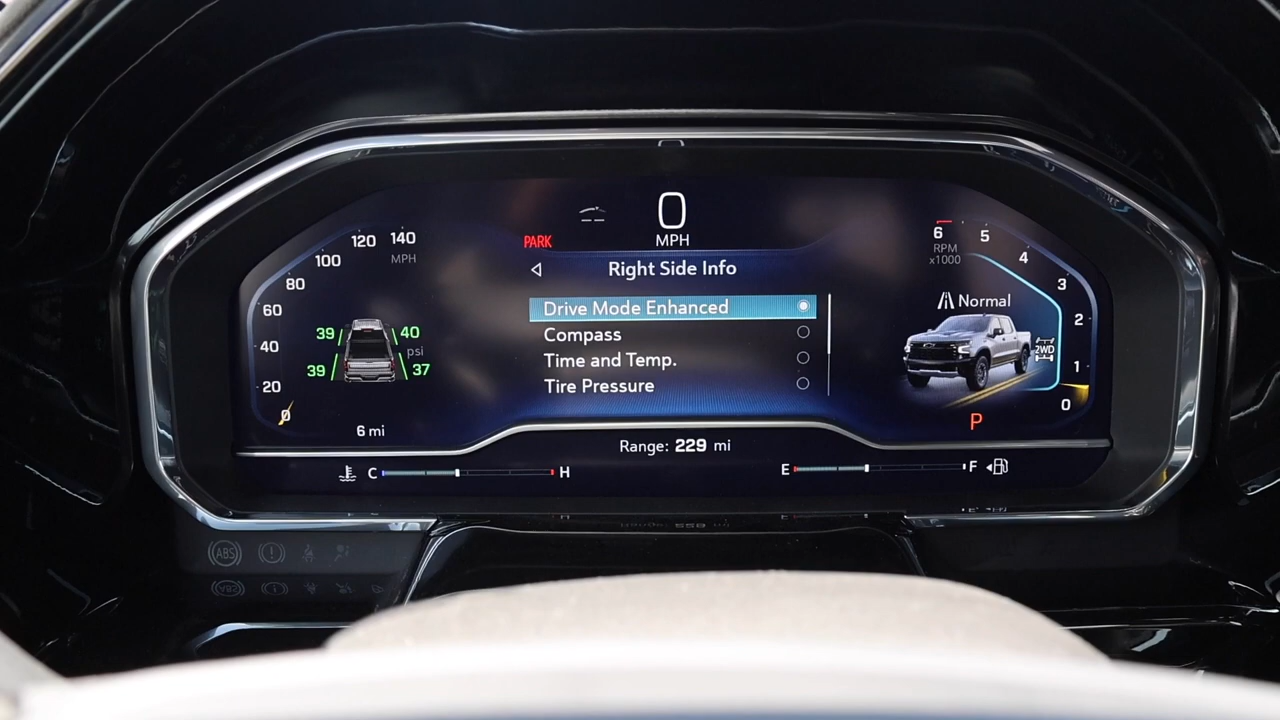 0
MPH
PARK
Right Side Info
Drive Mode Enhanced
Compass
Time and Temp.
Tire Pressure
140
120
MPH
100
80
60
40
20
0
39
40
psi
39
37
6 mi
6
5
RPM
x1000
4
3
2
1
0
Normal
2WD
P
Range: 229 mi
C
H
E
F
ABS